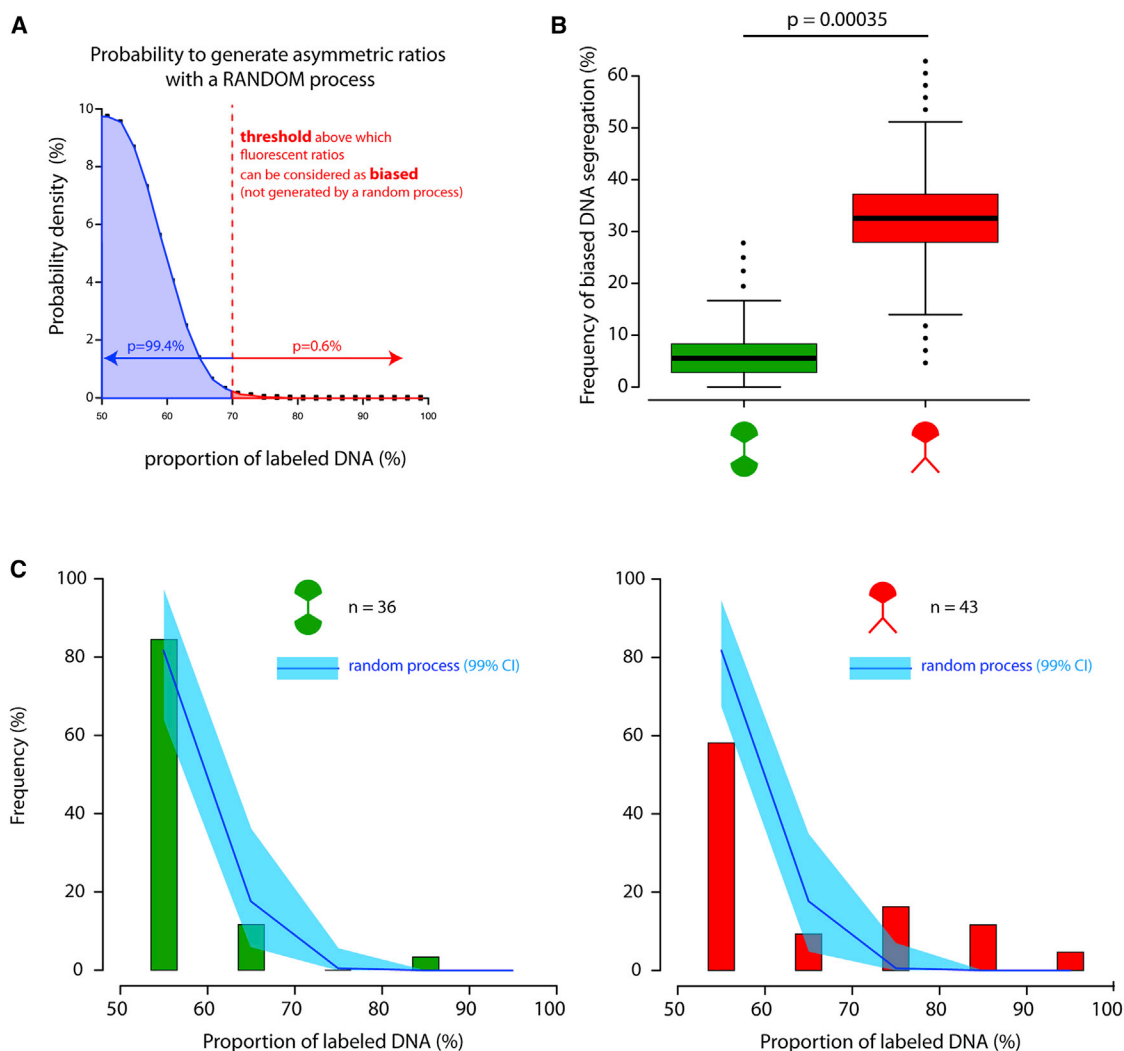 A
Probability to generate asymmetric ratios
with a RANDOM process
Probability density (%)
10
8
6
4
2
0
threshold above which
fluorescent ratios
can be considered as biased
(not generated by a random process)
p=99.4%
p=0.6%
50 60 70 80 90 100
proportion of labeled DNA (%)
B
p = 0.00035
Frequency of biased DNA segregation (%)
60
50
40
30
20
10
0
C
Frequency (%)
100
80
60
40
20
0
n = 36
random process (99% CI)
50 60 70 80 90 100
Proportion of labeled DNA (%)
100
80
60
40
20
0
n = 43
random process (99% CI)
50 60 70 80 90 100
Proportion of labeled DNA (%)